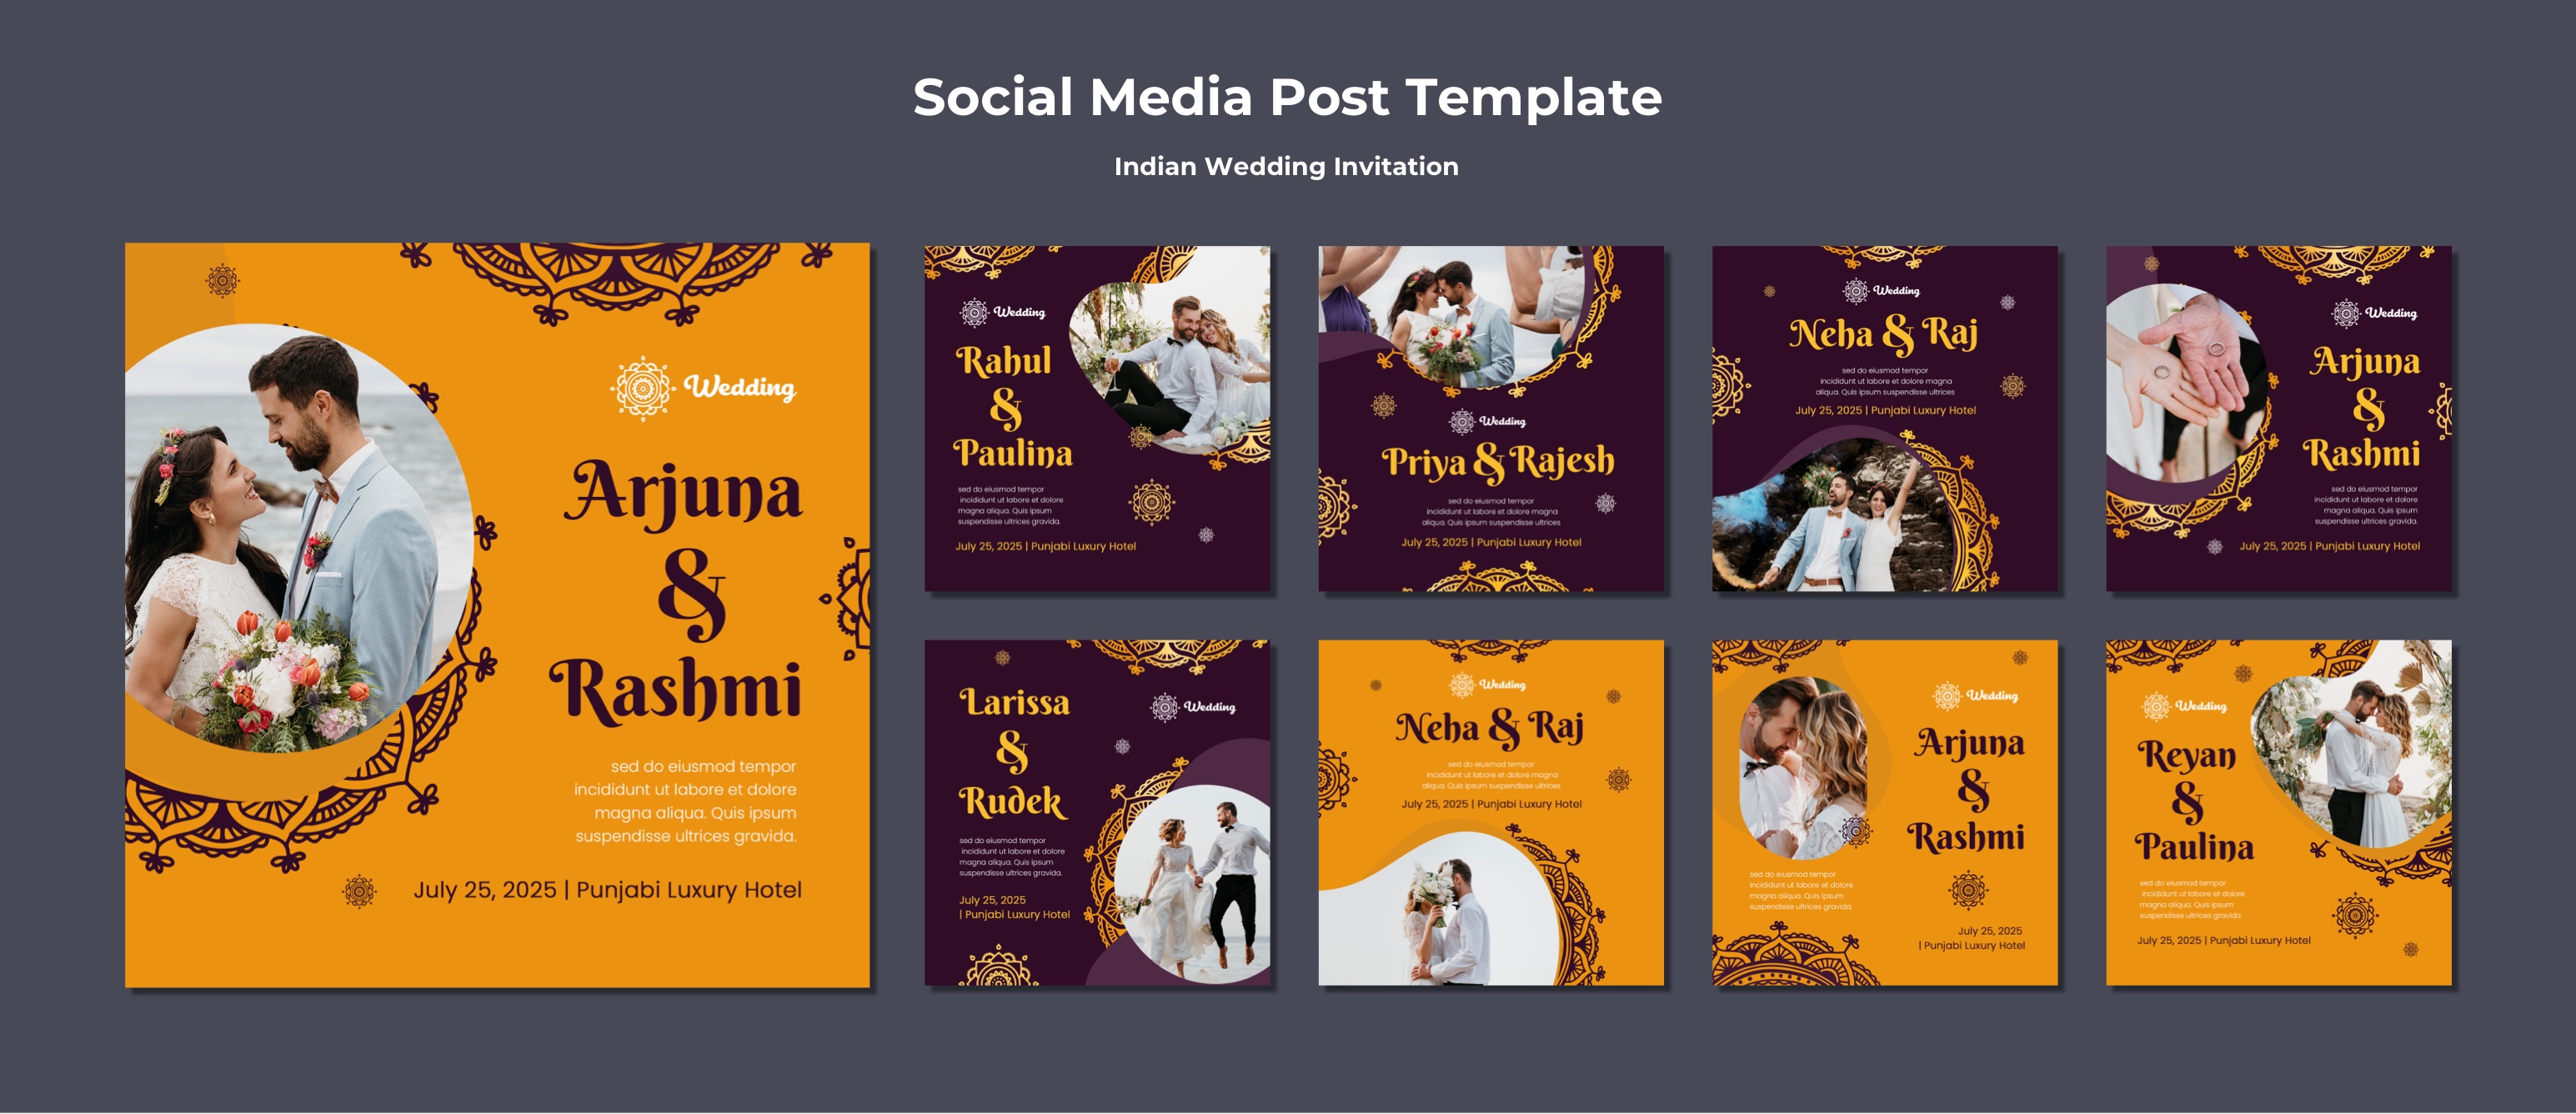 Social Media Post Template
Indian Wedding Invitation
Wedding
Arjuna
&
Rashmi
sed do eiusmod tempor
incididunt ut labore et dolore
magna aliqua. Quis ipsum
suspendisse ultrices gravida.
July 25, 2025 | Punjabi Luxury Hotel
Wedding
Rahul
&
Paulina
sed do eiusmod tempor
incididunt ut labore et dolore
magna aliqua. Quis ipsum
suspendisse ultrices gravida.
July 25, 2025 | Punjabi Luxury Hotel
Wedding
Priya & Rajesh
sed do eiusmod tempor
incididunt ut labore et dolore magna
aliqua. Quis ipsum suspendisse ultrices
July 25, 2025 | Punjabi Luxury Hotel
Wedding
Neha & Raj
sed do eiusmod tempor
incididunt ut labore et dolore magna
aliqua. Quis ipsum suspendisse ultrices
July 25, 2025 | Punjabi Luxury Hotel
Wedding
Arjuna
&
Rashmi
sed do eiusmod tempor
incididunt ut labore et dolore
magna aliqua. Quis ipsum
suspendisse ultrices gravida.
July 25, 2025 | Punjabi Luxury Hotel
Larissa
&
Rudek
Wedding
sed do eiusmod tempor
incididunt ut labore et dolore
magna aliqua. Quis ipsum
suspendisse ultrices gravida.
July 25, 2025
| Punjabi Luxury Hotel
Wedding
Neha & Raj
sed do eiusmod tempor
incididunt ut labore et dolore magna
aliqua. Quis ipsum suspendisse ultrices
July 25, 2025 | Punjabi Luxury Hotel
Wedding
Arjuna
&
Rashmi
sed do eiusmod tempor
incididunt ut labore et dolore
magna aliqua. Quis ipsum
suspendisse ultrices gravida.
July 25, 2025
| Punjabi Luxury Hotel
Wedding
Reyan
&
Paulina
sed do eiusmod tempor
incididunt ut labore et dolore
magna aliqua. Quis ipsum
suspendisse ultrices gravida.
July 25, 2025 | Punjabi Luxury Hotel